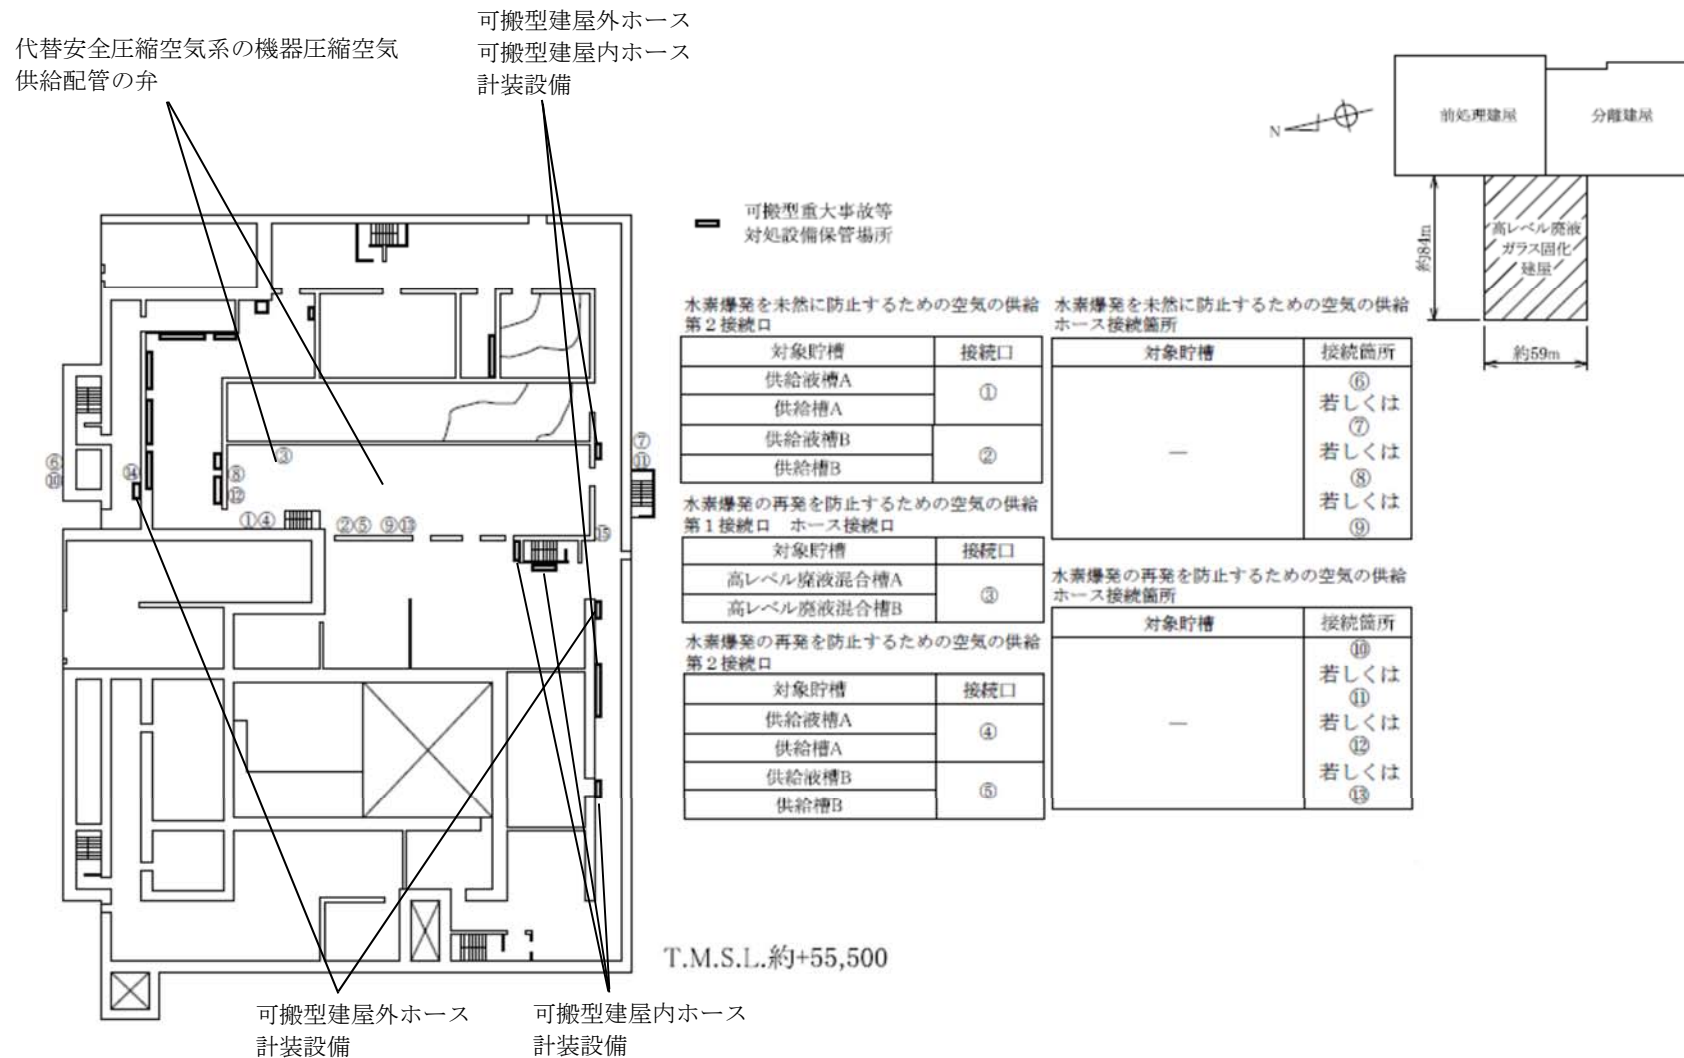 可搬型建屋外ホース
可搬型建屋内ホース
計装設備
代替安全圧縮空気系の機器圧縮空気
供給配管の弁
N
前処理建屋
分離建屋
高レベル廃液
ガラス固化
建屋
約84m
約59m
可搬型重大事故等
対処設備保管場所
水素爆発を未然に防止するための空気の供給
第2接続口
対象貯槽 接続口
供給液槽A
①
供給槽A
供給液槽B
②
供給槽B
水素爆発の再発を防止するための空気の供給
第1接続口 ホース接続口
対象貯槽 接続口
高レベル廃液混合槽A
③
高レベル廃液混合槽B
水素爆発の再発を防止するための空気の供給
第2接続口
対象貯槽 接続口
供給液槽A
④
供給槽A
供給液槽B
⑤
供給槽B
水素爆発を未然に防止するための空気の供給
ホース接続箇所
対象貯槽 接続箇所
—
⑥
若しくは
⑦
若しくは
⑧
若しくは
⑨
水素爆発の再発を防止するための空気の供給
ホース接続箇所
対象貯槽 接続箇所
—
⑩
若しくは
⑪
若しくは
⑫
若しくは
⑬
⑥
⑩
⑭
③
⑧
⑫
⑦
⑪
①④
②⑤ ⑨⑬
⑮
T.M.S.L.約+55,500
可搬型建屋外ホース
計装設備
可搬型建屋内ホース
計装設備